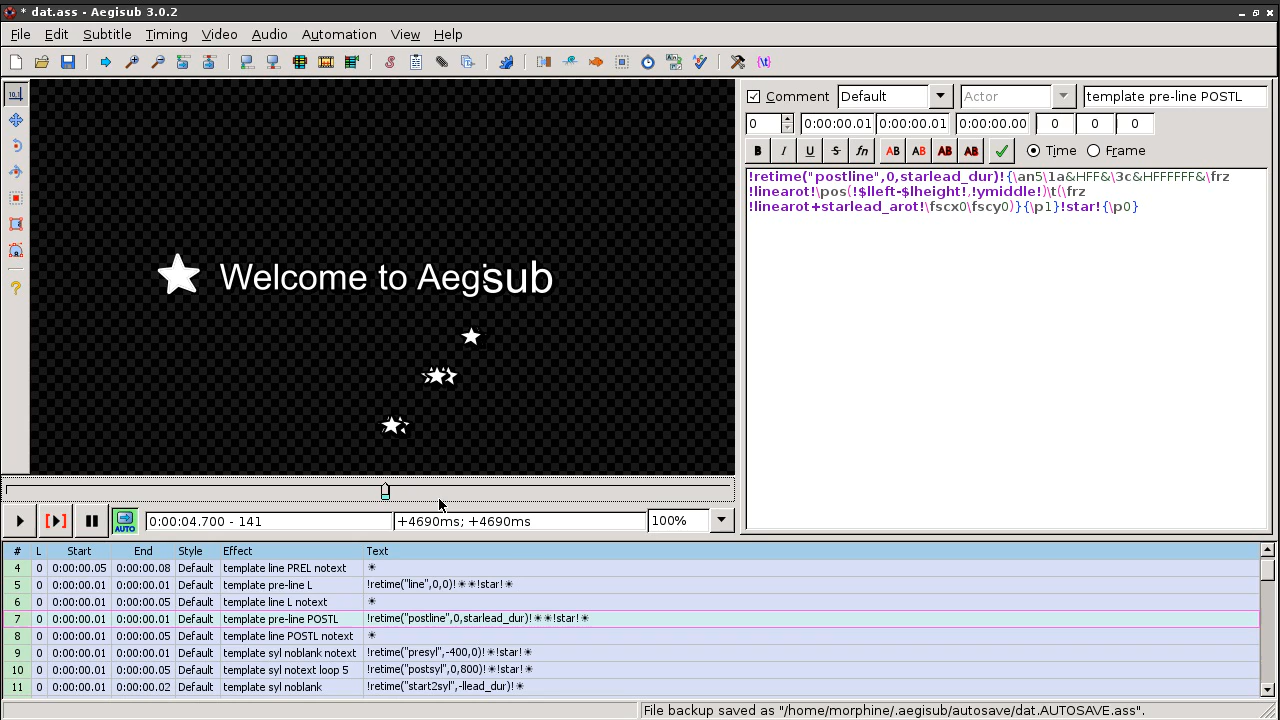 * dat.ass - Aegisub 3.0.2
File Edit Subtitle Timing Video Audio Automation View Help
Comment Default Actor template pre-line POSTL
0 0:00:00.01 0:00:00.01 0:00:00.00 0 0 0
B I U S fn AB AB AB AB Time Frame
!retime("postline",0,starlead_dur)!{\an5\1a&HFF&\3c&HFFFFFF&\frz
!linearot!\pos(!$lleft-$lheight!,!ymiddle!)\t(\frz
!linearot+starlead_arot!\fscx0\fscy0)}{\p1}!star!{\p0}
Welcome to Aegisub
AUTO 0:00:04.700 - 141 +4690ms; +4690ms 100%
# L Start End Style Effect Text
4 0 0:00:00.05 0:00:00.08 Default template line PREL notext ☀
5 0 0:00:00.01 0:00:00.01 Default template pre-line L !retime("line",0,0)!☀☀!star!☀
6 0 0:00:00.01 0:00:00.05 Default template line L notext ☀
7 0 0:00:00.01 0:00:00.01 Default template pre-line POSTL !retime("postline",0,starlead_dur)!☀☀!star!☀
8 0 0:00:00.01 0:00:00.05 Default template line POSTL notext ☀
9 0 0:00:00.01 0:00:00.05 Default template syl noblank notext !retime("presyl",-400,0)!☀!star!☀
10 0 0:00:00.01 0:00:00.05 Default template syl notext loop 5 !retime("postsyl",0,800)!☀!star!☀
11 0 0:00:00.01 0:00:00.02 Default template syl noblank !retime("start2syl",-llead_dur)!☀
File backup saved as "/home/morphine/.aegisub/autosave/dat.AUTOSAVE.ass".